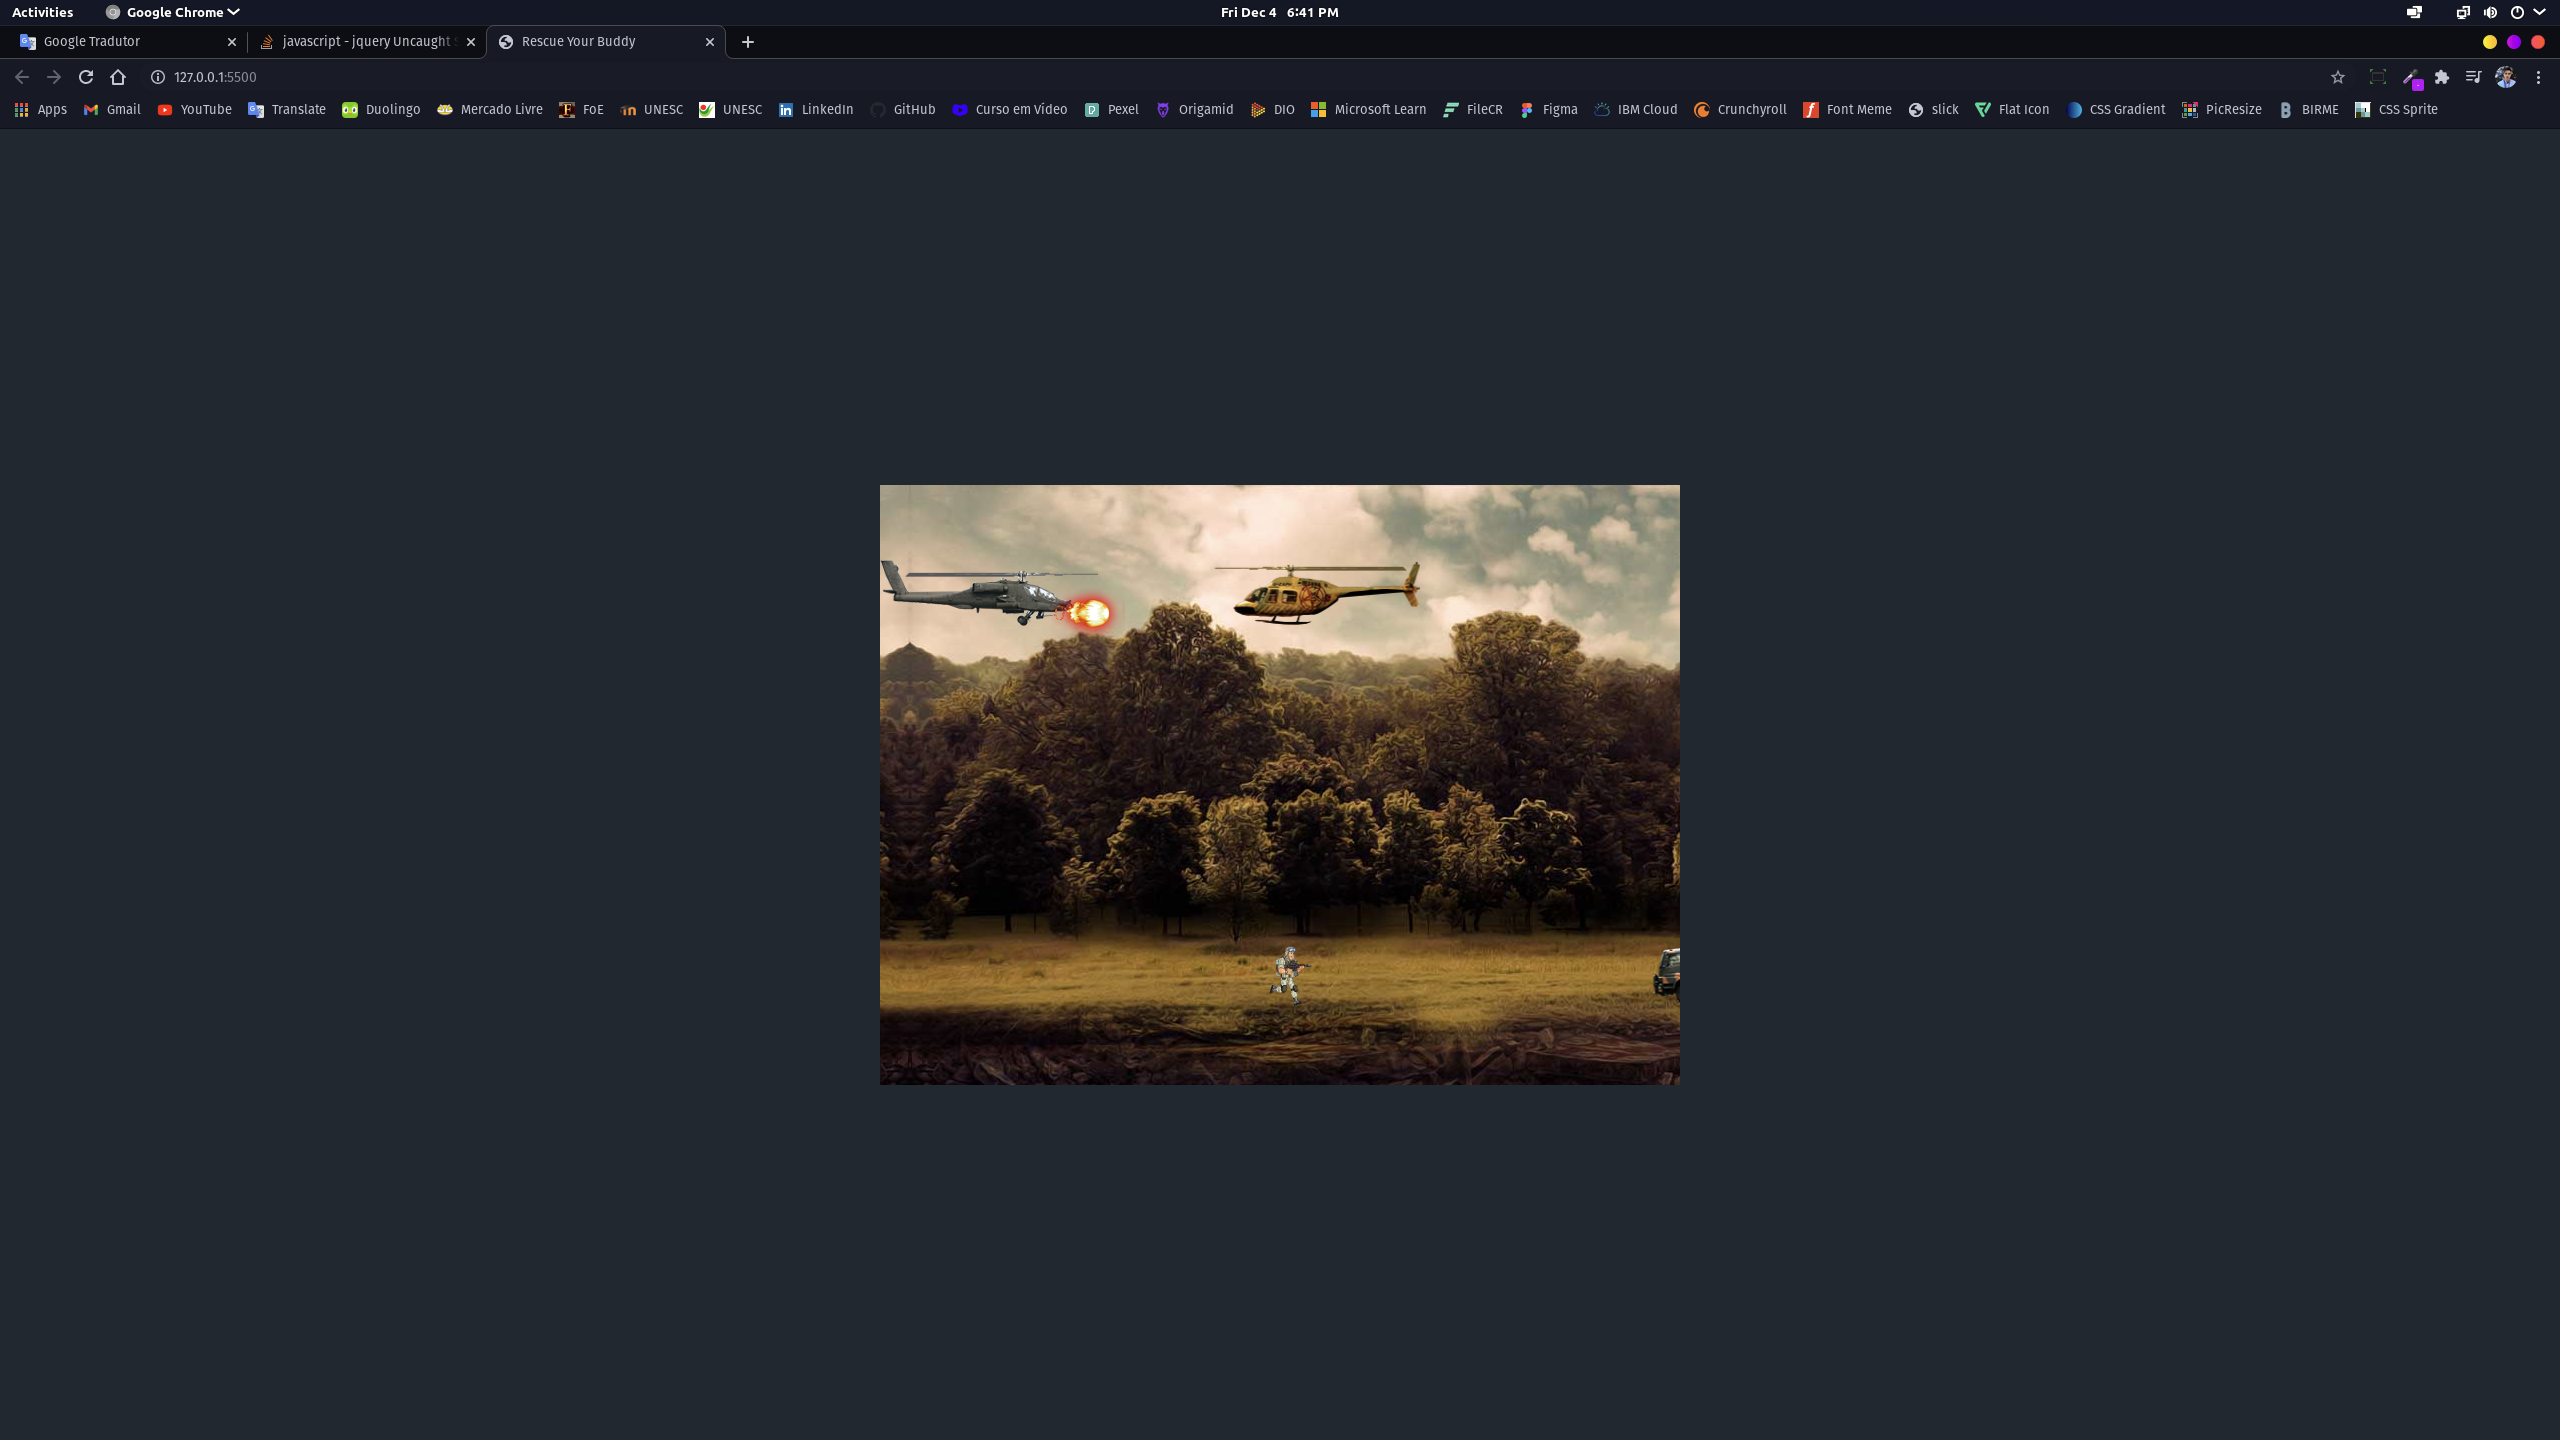 Activities Google Chrome Fri Dec 4 6:41 PM
Google Tradutor javascript - jquery Uncaught Rescue Your Buddy
127.0.0.1:5500
Apps Gmail YouTube Translate Duolingo Mercado Livre FoE UNESC UNESC LinkedIn GitHub Curso em Vídeo Pexel Origamid DIO Microsoft Learn FileCR Figma IBM Cloud Crunchyroll Font Meme slick Flat Icon CSS Gradient PicResize BIRME CSS Sprite